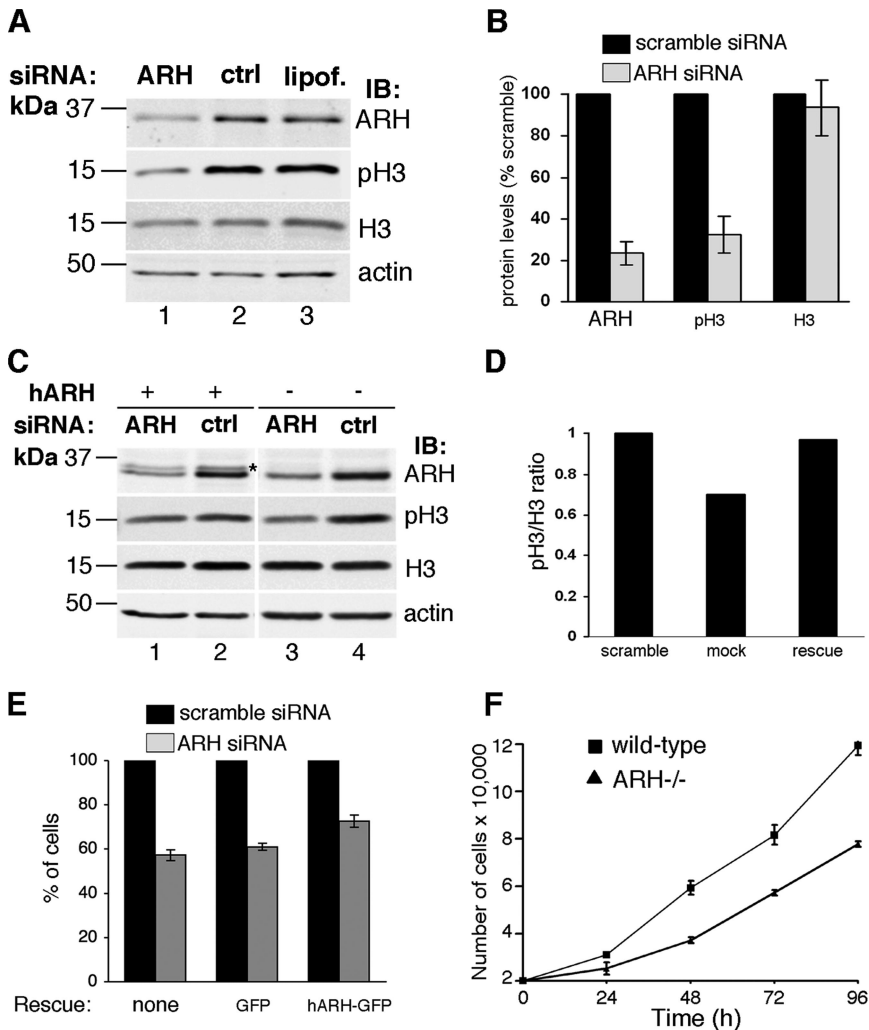 A
siRNA: ARH ctrl lipof. IB:
kDa
37
ARH
15
pH3
15
H3
50
actin
1 2 3
B
scramble siRNA
ARH siRNA
protein levels (% scramble)
100
80
60
40
20
0
ARH pH3 H3
C
hARH + + - -
siRNA: ARH ctrl ARH ctrl
kDa 37 IB:
* ARH
15 pH3
15 H3
50
actin
1 2 3 4
D
pH3/H3 ratio
1
0.8
0.6
0.4
0.2
0
scramble mock rescue
E
scramble siRNA
ARH siRNA
% of cells
100
80
60
40
20
0
Rescue: none GFP hARH-GFP
F
wild-type
ARH-/-
Number of cells x 10,000
12
8
6
4
2
0 24 48 72 96
Time (h)